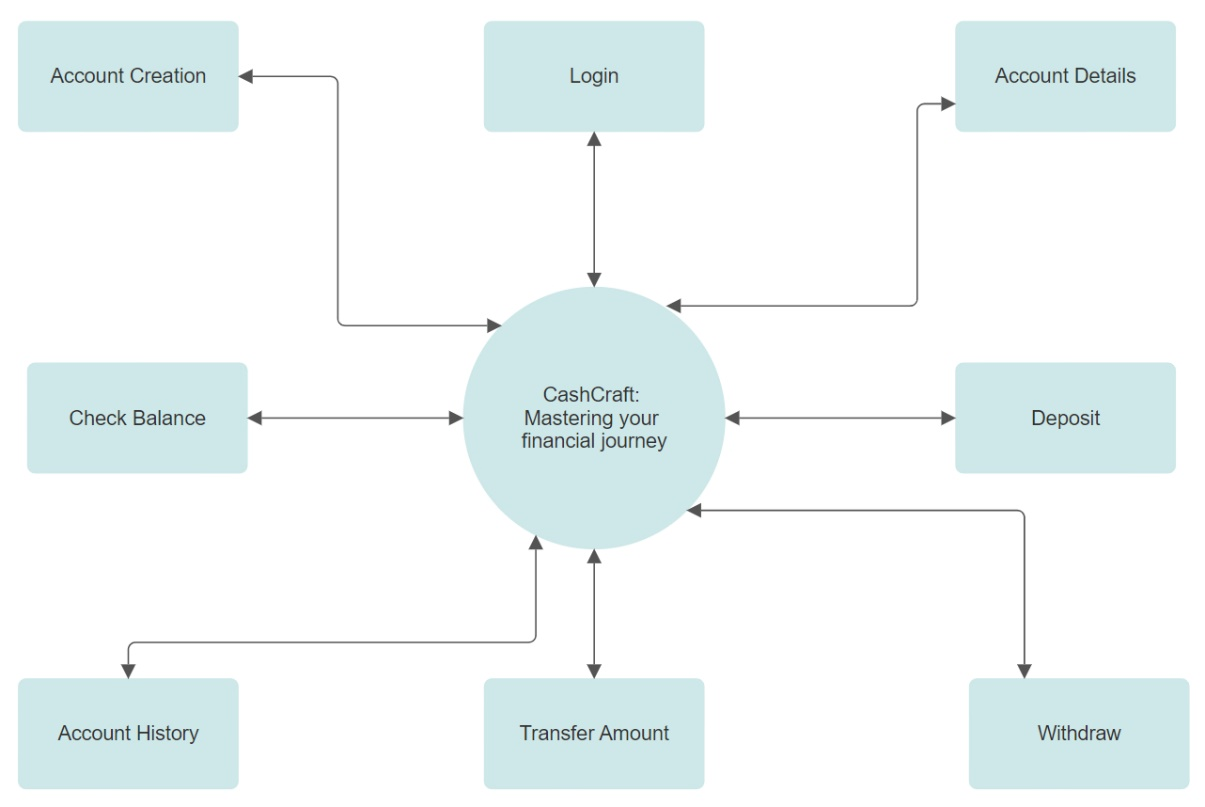 Account Creation
Login
Account Details
CashCraft:
Mastering your
financial journey
Check Balance
Deposit
Account History
Transfer Amount
Withdraw